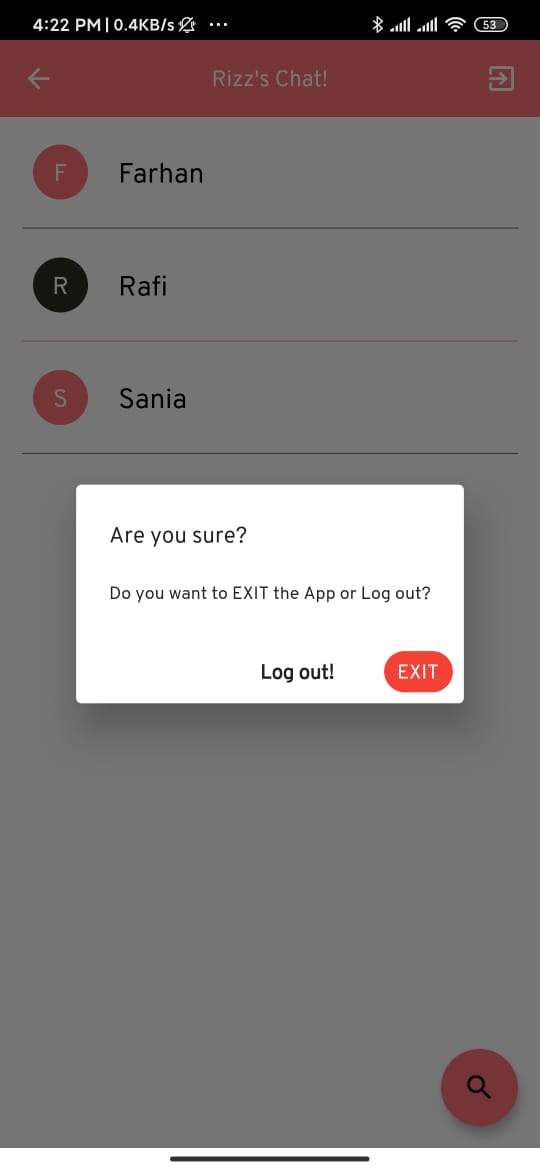 4:22 PM | 0.4KB/s ...
53
Rizz's Chat!
F Farhan
R Rafi
S Sania
Are you sure?
Do you want to EXIT the App or Log out?
Log out! EXIT